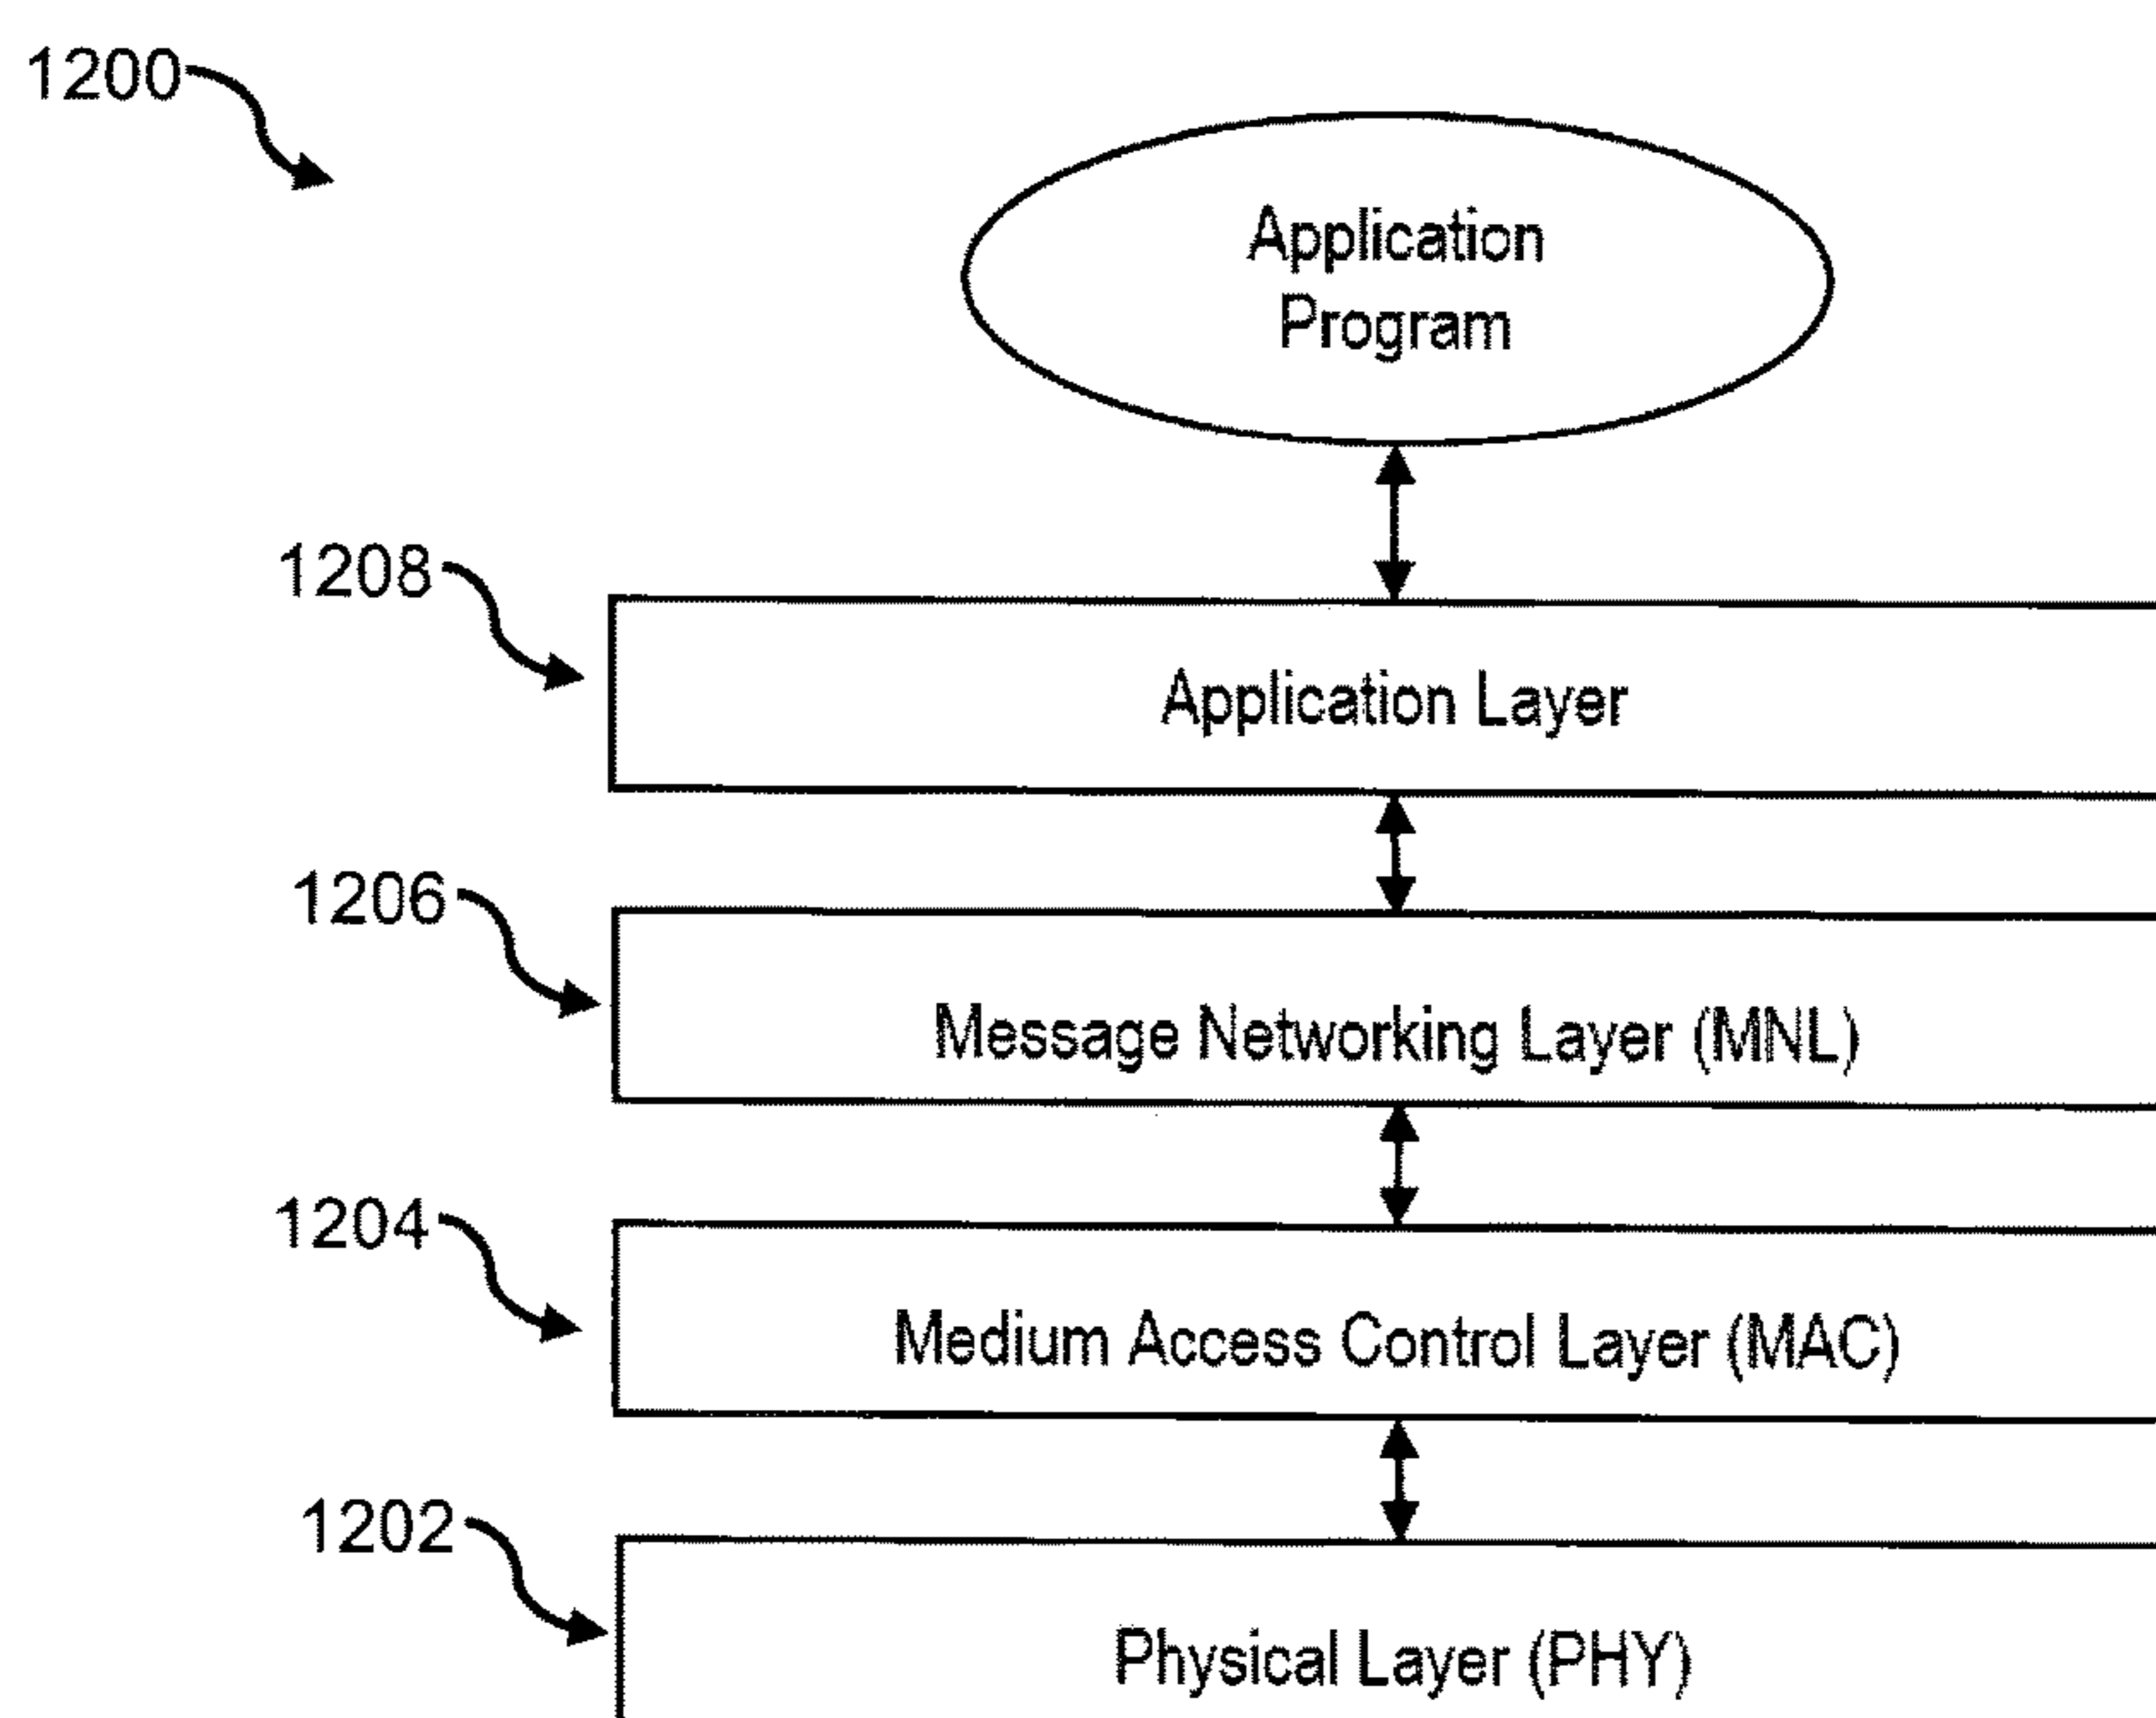 1200
Application
Program
1208
Application Layer
1206
Message Networking Layer (MNL)
1204
Medium Access Control Layer (MAC)
1202
Physical Layer (PHY)